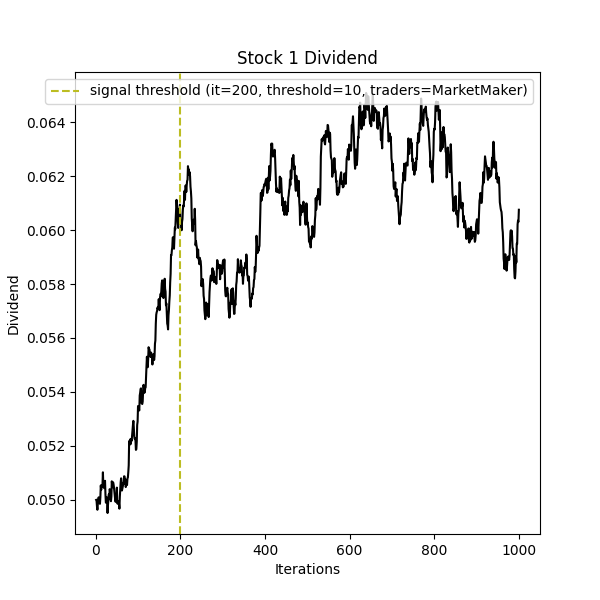 Stock 1 Dividend
signal threshold (it=200, threshold=10, traders=MarketMaker)
0.064
0.062
0.060
0.058
0.056
0.054
0.052
0.050
Dividend
0 200 400 600 800 1000
Iterations